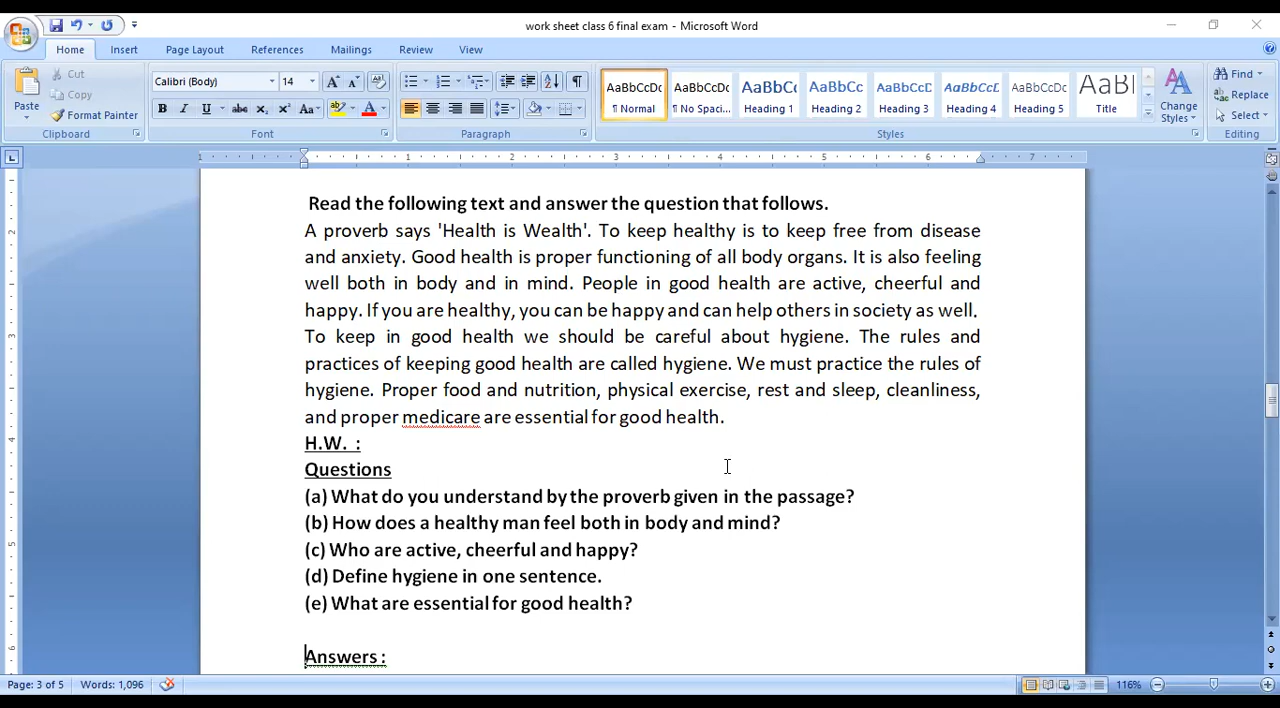 work sheet class 6 final exam - Microsoft Word
Home Insert Page Layout References Mailings Review View
Paste
Cut
Copy
Format Painter
Clipboard
Calibri (Body) 14
Font
Paragraph
AaBbCcDc AaBbCcDc AaBbCc AaBbCc AaBbCcDc AaBbCcL AaBbCcDc AaBl
¶ Normal ¶ No Spaci... Heading 1 Heading 2 Heading 3 Heading 4 Heading 5 Title
Change Styles
Styles
Find
Replace
Select
Editing
1 1 2 3 4 5 6 7
Read the following text and answer the question that follows.
A proverb says 'Health is Wealth'. To keep healthy is to keep free from disease
and anxiety. Good health is proper functioning of all body organs. It is also feeling
well both in body and in mind. People in good health are active, cheerful and
happy. If you are healthy, you can be happy and can help others in society as well.
To keep in good health we should be careful about hygiene. The rules and
practices of keeping good health are called hygiene. We must practice the rules of
hygiene. Proper food and nutrition, physical exercise, rest and sleep, cleanliness,
and proper medicare are essential for good health.
H.W. :
Questions
(a) What do you understand by the proverb given in the passage?
(b) How does a healthy man feel both in body and mind?
(c) Who are active, cheerful and happy?
(d) Define hygiene in one sentence.
(e) What are essential for good health?
Answers :
Page: 3 of 5 Words: 1,096 116%